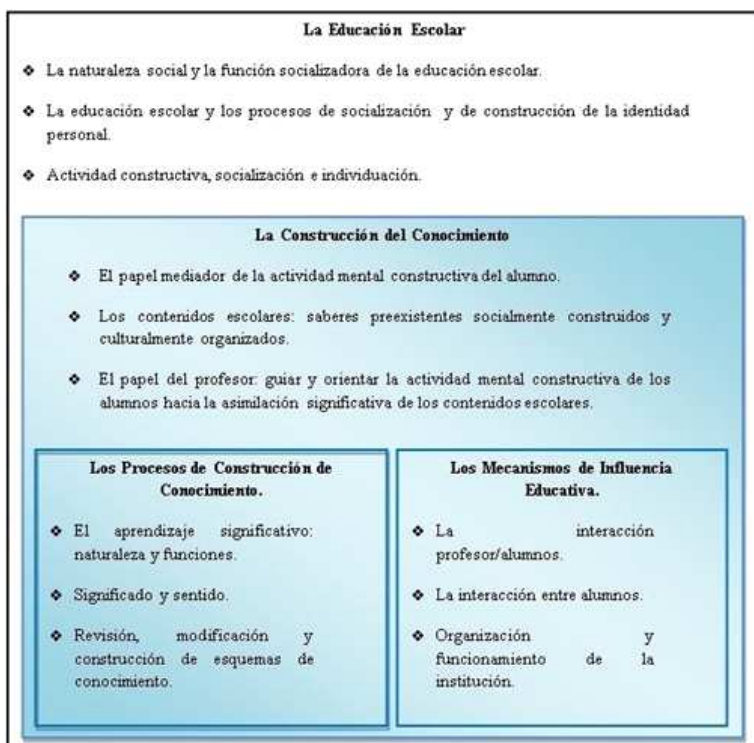 La Educación Escolar
❖ La naturaleza social y la función socializadora de la educación escolar.
❖ La educación escolar y los procesos de socialización y de construcción de la identidad
personal.
❖ Actividad constructiva, socialización e individuación.
La Construcción del Conocimiento
❖ El papel mediador de la actividad mental constructiva del alumno.
❖ Los contenidos escolares: saberes preexistentes socialmente construidos y
culturalmente organizados.
❖ El papel del profesor: guiar y orientar la actividad mental constructiva de los
alumnos hacia la asimilación significativa de los contenidos escolares.
Los Procesos de Construcción de
Conocimiento.
❖ El aprendizaje significativo:
naturaleza y funciones.
❖ Significado y sentido.
❖ Revisión, modificación y
construcción de esquemas de
conocimiento.
Los Mecanismos de Influencia
Educativa.
❖ La interacción
profesor/alumnos.
❖ La interacción entre alumnos.
❖ Organización y
funcionamiento de la
institución.